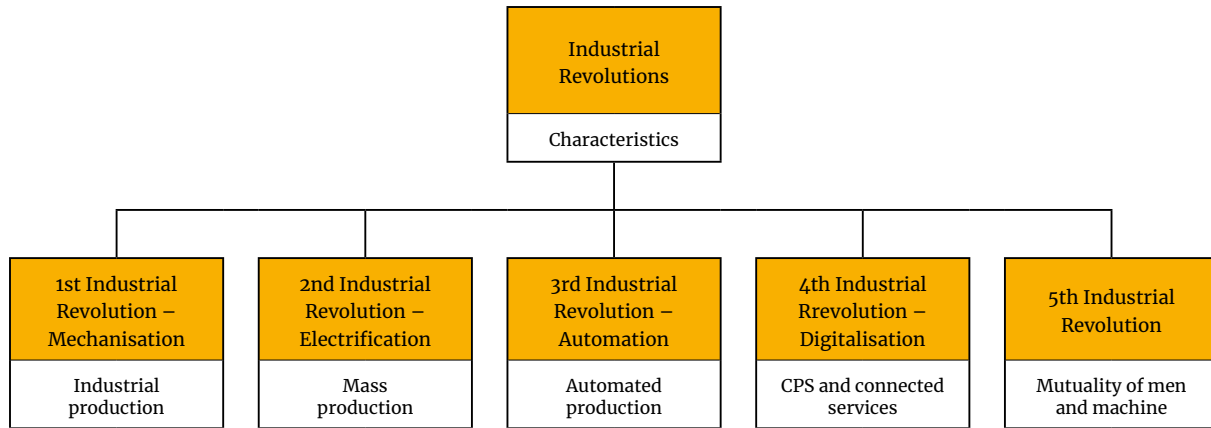 Industrial
Revolutions
Characteristics
1st Industrial
Revolution –
Mechanisation
Industrial
production
2nd Industrial
Revolution –
Electrification
Mass
production
3rd Industrial
Revolution –
Automation
Automated
production
4th Industrial
Rrevolution –
Digitalisation
CPS and connected
services
5th Industrial
Revolution
Mutuality of men
and machine